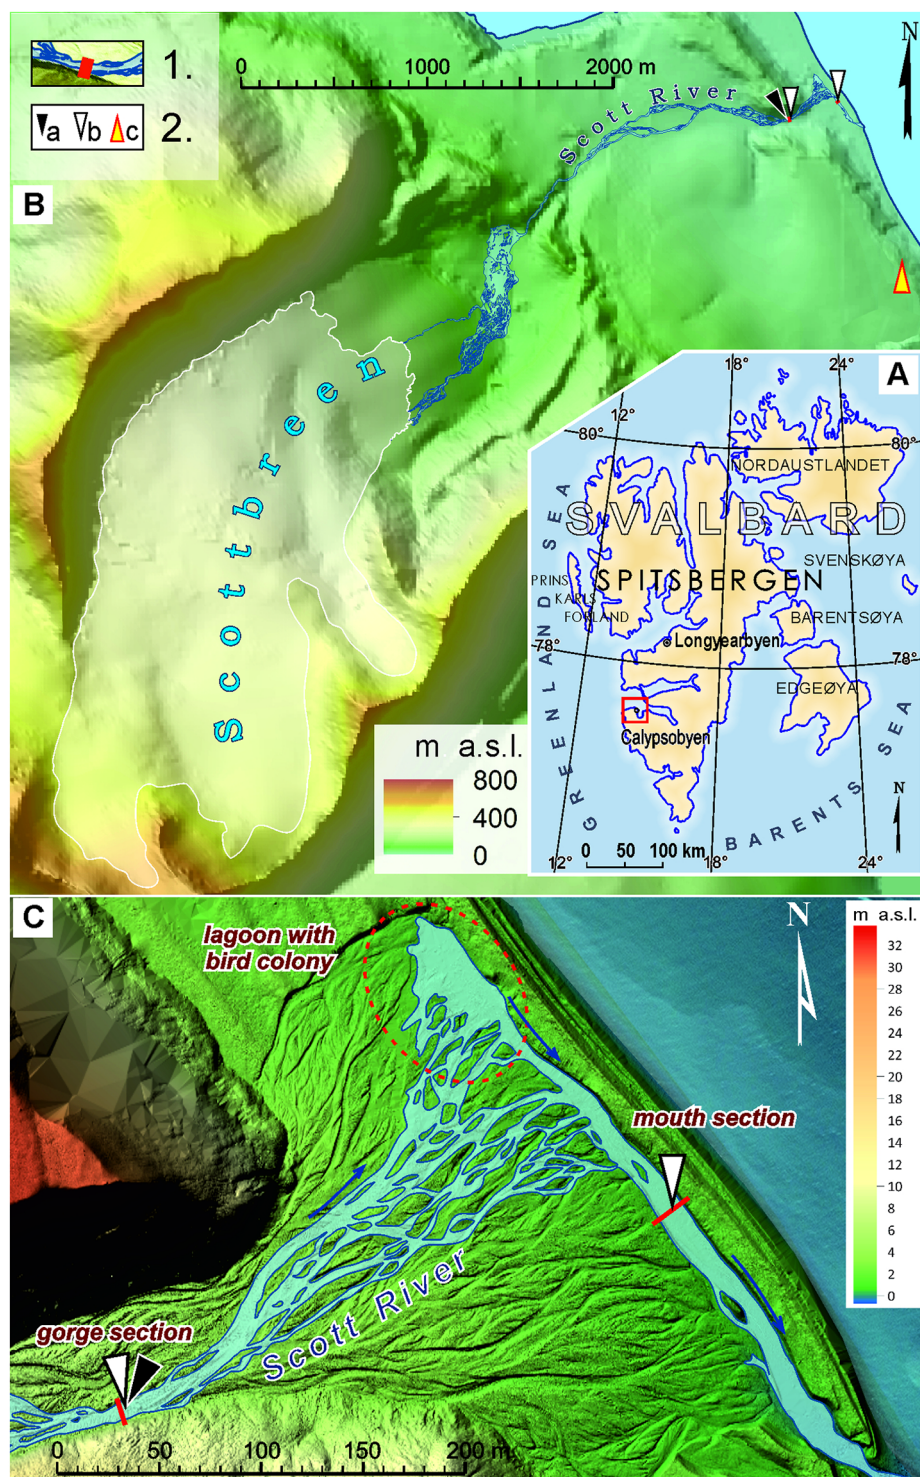 1.
a b c 2.
0 1000 2000 m
N
B
Scott River
Scottbreen
m a.s.l.
800
400
0
A
18° 24°
12°
80° 80°
NORDAUSTLANDET
SVALBARD
SVENSKØYA
SPITSBERGEN
PRINS
KARLS
FORLAND
BARENTSØYA
Longyearbyen
78° 78°
EDGEØYA
Calypsobyen
GREENLAND SEA
BARENTS SEA
N
0 50 100 km
12° 18° 24°
C
lagoon with
bird colony
N
m a.s.l.
32
30
28
26
24
22
20
18
16
14
12
10
8
6
4
2
0
mouth section
Scott River
gorge section
0 50 100 150 200 m